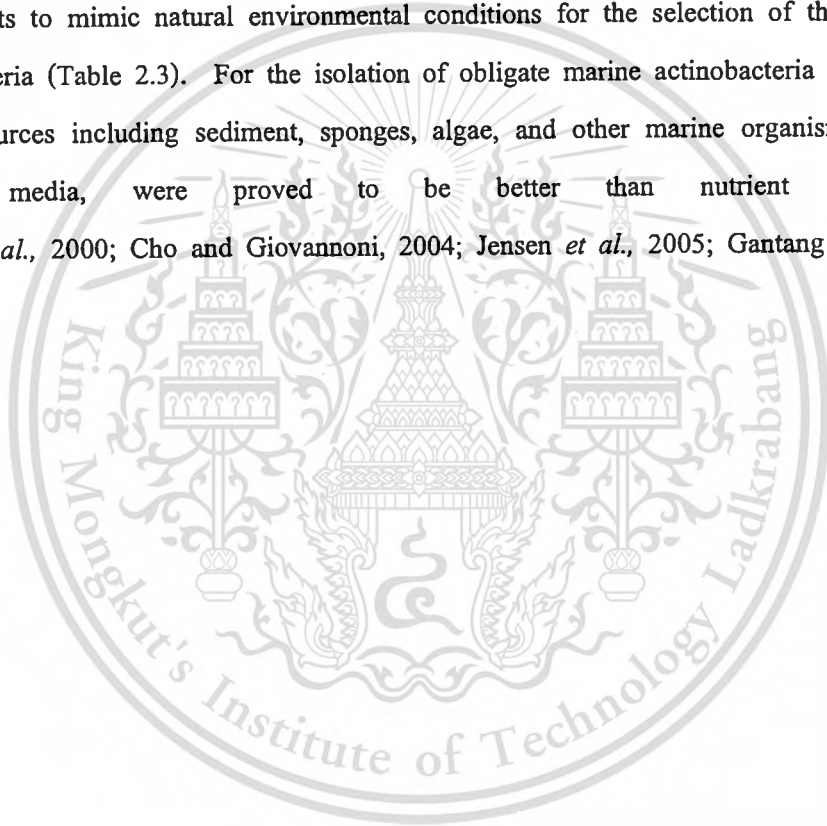 ts to mimic natural environmental conditions for the selection of th
eria (Table 2.3). For the isolation of obligate marine actinobacteria
urces including sediment, sponges, algae, and other marine organis
media, were proved to be better than nutrient
al., 2000; Cho and Giovannoni, 2004; Jensen et al., 2005; Gantang
King Mongkut's Institute of Technology Ladkrabang